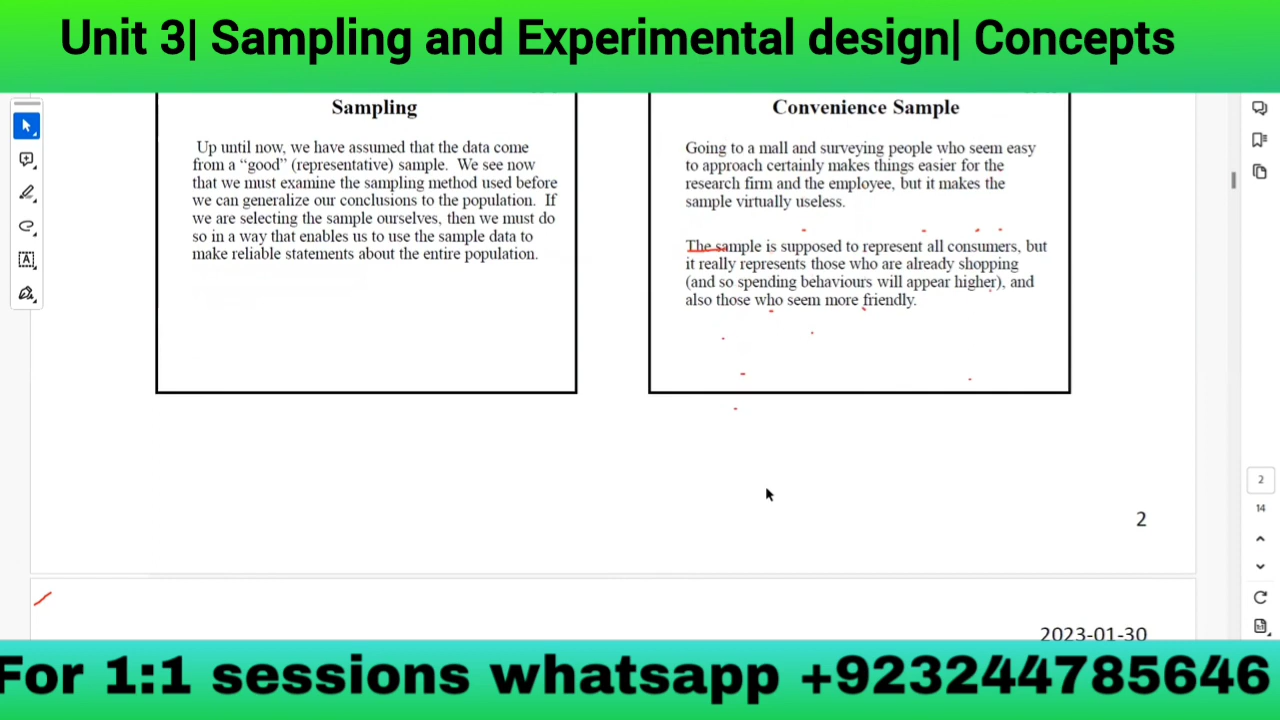 Unit 3| Sampling and Experimental design| Concepts
Sampling
Up until now, we have assumed that the data come
from a “good” (representative) sample. We see now
that we must examine the sampling method used before
we can generalize our conclusions to the population. If
we are selecting the sample ourselves, then we must do
so in a way that enables us to use the sample data to
make reliable statements about the entire population.
Convenience Sample
Going to a mall and surveying people who seem easy
to approach certainly makes things easier for the
research firm and the employee, but it makes the
sample virtually useless.
The sample is supposed to represent all consumers, but
it really represents those who are already shopping
(and so spending behaviours will appear higher), and
also those who seem more friendly.
2
2
14
2023-01-30
For 1:1 sessions whatsapp +923244785646